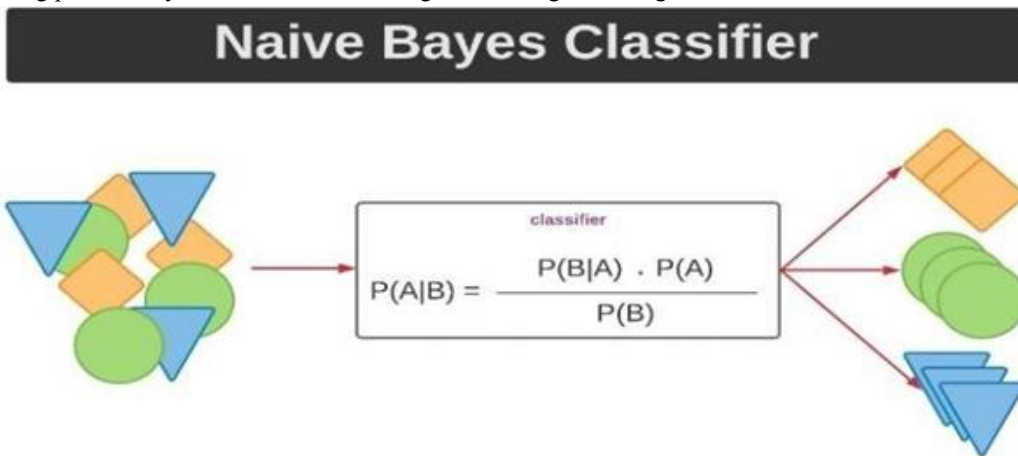 Naive Bayes Classifier
classifier
P(A|B) = P(B|A) . P(A)
P(B)